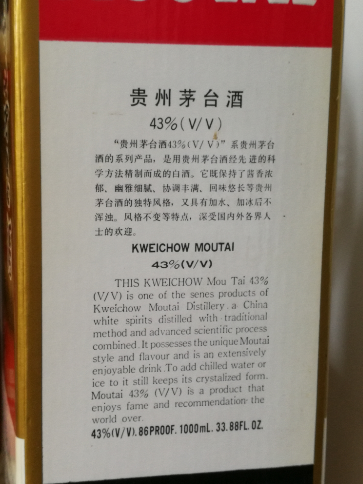 贵州茅台酒
43%(V/V)
“贵州茅台酒43%(V/V)”系贵州茅台
酒的系列产品，是用贵州茅台酒经先进的科
学方法精制而成的白酒。它既保持了酱香浓
郁、幽雅细腻、协调丰满、回味悠长等贵州
茅台酒的独特风格，又具有加水、加冰后不
浑浊。风格不变等特点，深受国内外各界人
士的欢迎。
KWEICHOW MOUTAI
43%(V/V)
THIS KWEICHOW Mou Tai 43%
(V/V) is one of the senes products of
Kweichow Moutai Distillery. a China
white spirits distilled with traditional
method and advanced scientific process
combined. It possesses the unique Moutai
style and flavour and is an extensively
enjoyable drink. To add chilled water or
ice to it still keeps its crystalized form.
Moutai 43% (V/V) is a product that
enjoys fame and recommendation the
world over.
43%(V/V). 86PROOF. 1000mL. 33.88FL.OZ.